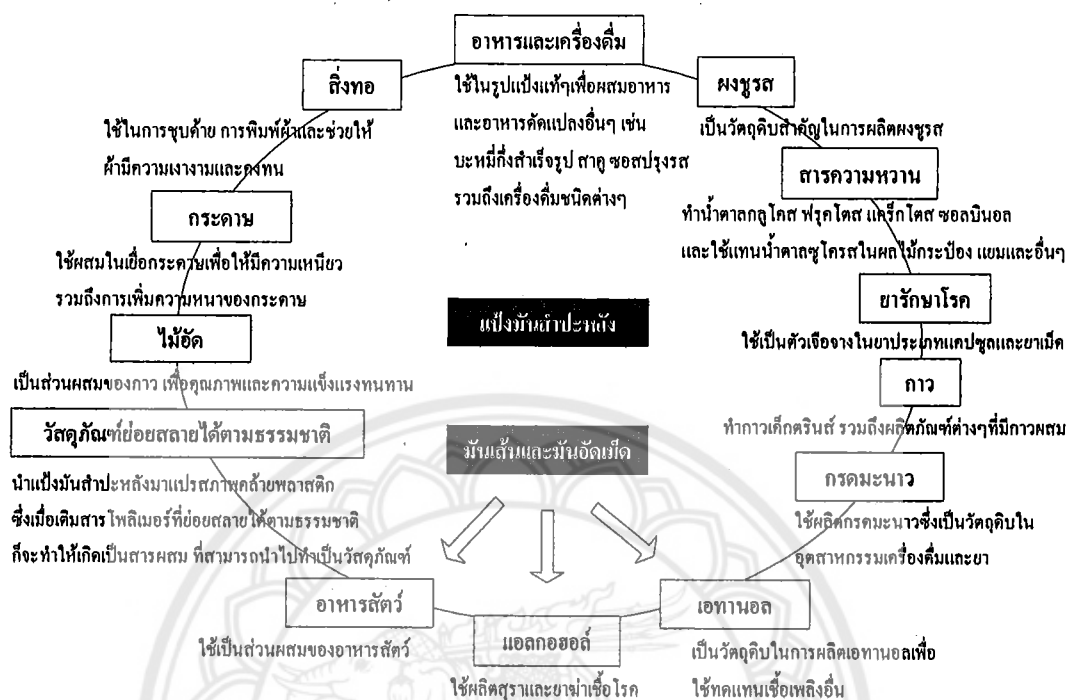 อาหารและเครื่องดื่ม
ใช้ในรูปแป้งแท้ๆเพื่อผสมอาหาร
และอาหารดัดแปลงอื่นๆ เช่น
บะหมี่กึ่งสำเร็จรูป สาคู ซอสปรุงรส
รวมถึงเครื่องดื่มชนิดต่างๆ
ผงชูรส
เป็นวัตถุดิบสำคัญในการผลิตผงชูรส
สารความหวาน
ทำน้ำตาลกลูโคส ฟรุคโตส แคร็กโตส ซอลบินอล
และใช้แทนน้ำตาลซูโครสในผลไม้กระป๋อง แยมและอื่นๆ
ยารักษาโรค
ใช้เป็นตัวเจือจางในยาประเภทแคปซูลและยาเม็ด
กาว
ทำกาวเด็กตรินส์ รวมถึงผลิตภัณฑ์ต่างๆที่มีกาวผสม
กรดมะนาว
ใช้ผลิตกรดมะนาวซึ่งเป็นวัตถุดิบใน
อุตสาหกรรมเครื่องดื่มและยา
เอทานอล
เป็นวัตถุดิบในการผลิตเอทานอลเพื่อ
ใช้ทดแทนเชื้อเพลิงอื่น
แอลกอฮอล์
ใช้ผลิตสุราและยาฆ่าเชื้อโรค
อาหารสัตว์
ใช้เป็นส่วนผสมของอาหารสัตว์
วัสดุภัณฑ์ย่อยสลายได้ตามธรรมชาติ
นำแป้งมันสำปะหลังมาแปรสภาพคล้ายพลาสติก
ซึ่งเมื่อเติมสารโพลิเมอร์ที่ย่อยสลายได้ตามธรรมชาติ
ก็จะทำให้เกิดเป็นสารผสม ที่สามารถนำไปทำเป็นวัสดุภัณฑ์
ไม้อัด
เป็นส่วนผสมของกาว เพื่อคุณภาพและความแข็งแรงทนทาน
กระดาษ
ใช้ผสมในเยื่อกระดาษเพื่อให้มีความเหนียว
รวมถึงการเพิ่มความหนาของกระดาษ
สิ่งทอ
ใช้ในการชุบด้าย การพิมพ์ผ้าและช่วยให้
ผ้ามีความเงางามและคงทน
แป้งมันสำปะหลัง
มันเส้นและมันอัดเม็ด